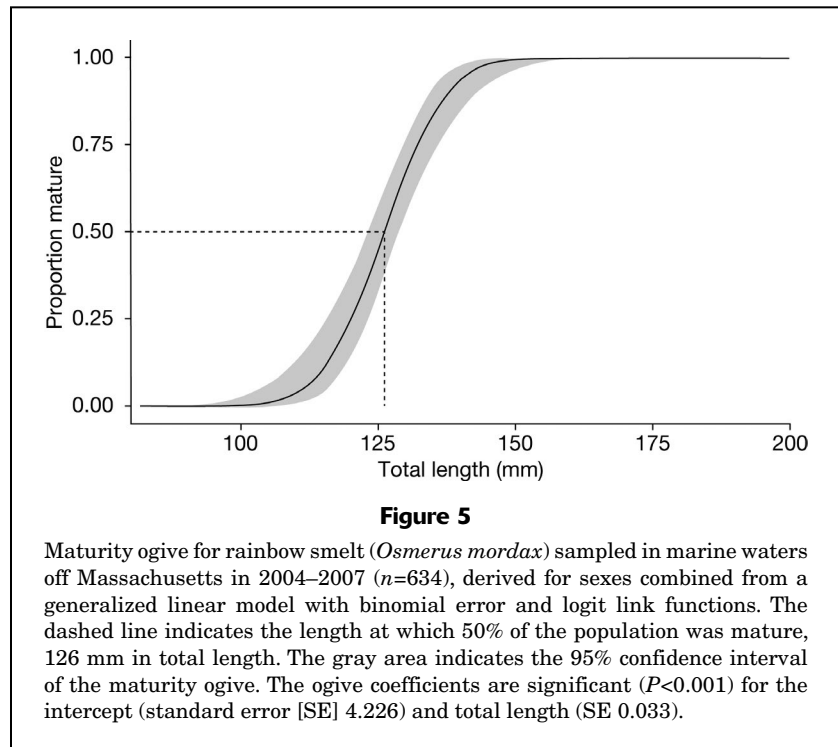 1.00
0.75
0.50
0.25
0.00
Proportion mature
100 125 150 175 200
Total length (mm)
Figure 5
Maturity ogive for rainbow smelt (Osmerus mordax) sampled in marine waters
off Massachusetts in 2004–2007 (n=634), derived for sexes combined from a
generalized linear model with binomial error and logit link functions. The
dashed line indicates the length at which 50% of the population was mature,
126 mm in total length. The gray area indicates the 95% confidence interval
of the maturity ogive. The ogive coefficients are significant (P<0.001) for the
intercept (standard error [SE] 4.226) and total length (SE 0.033).